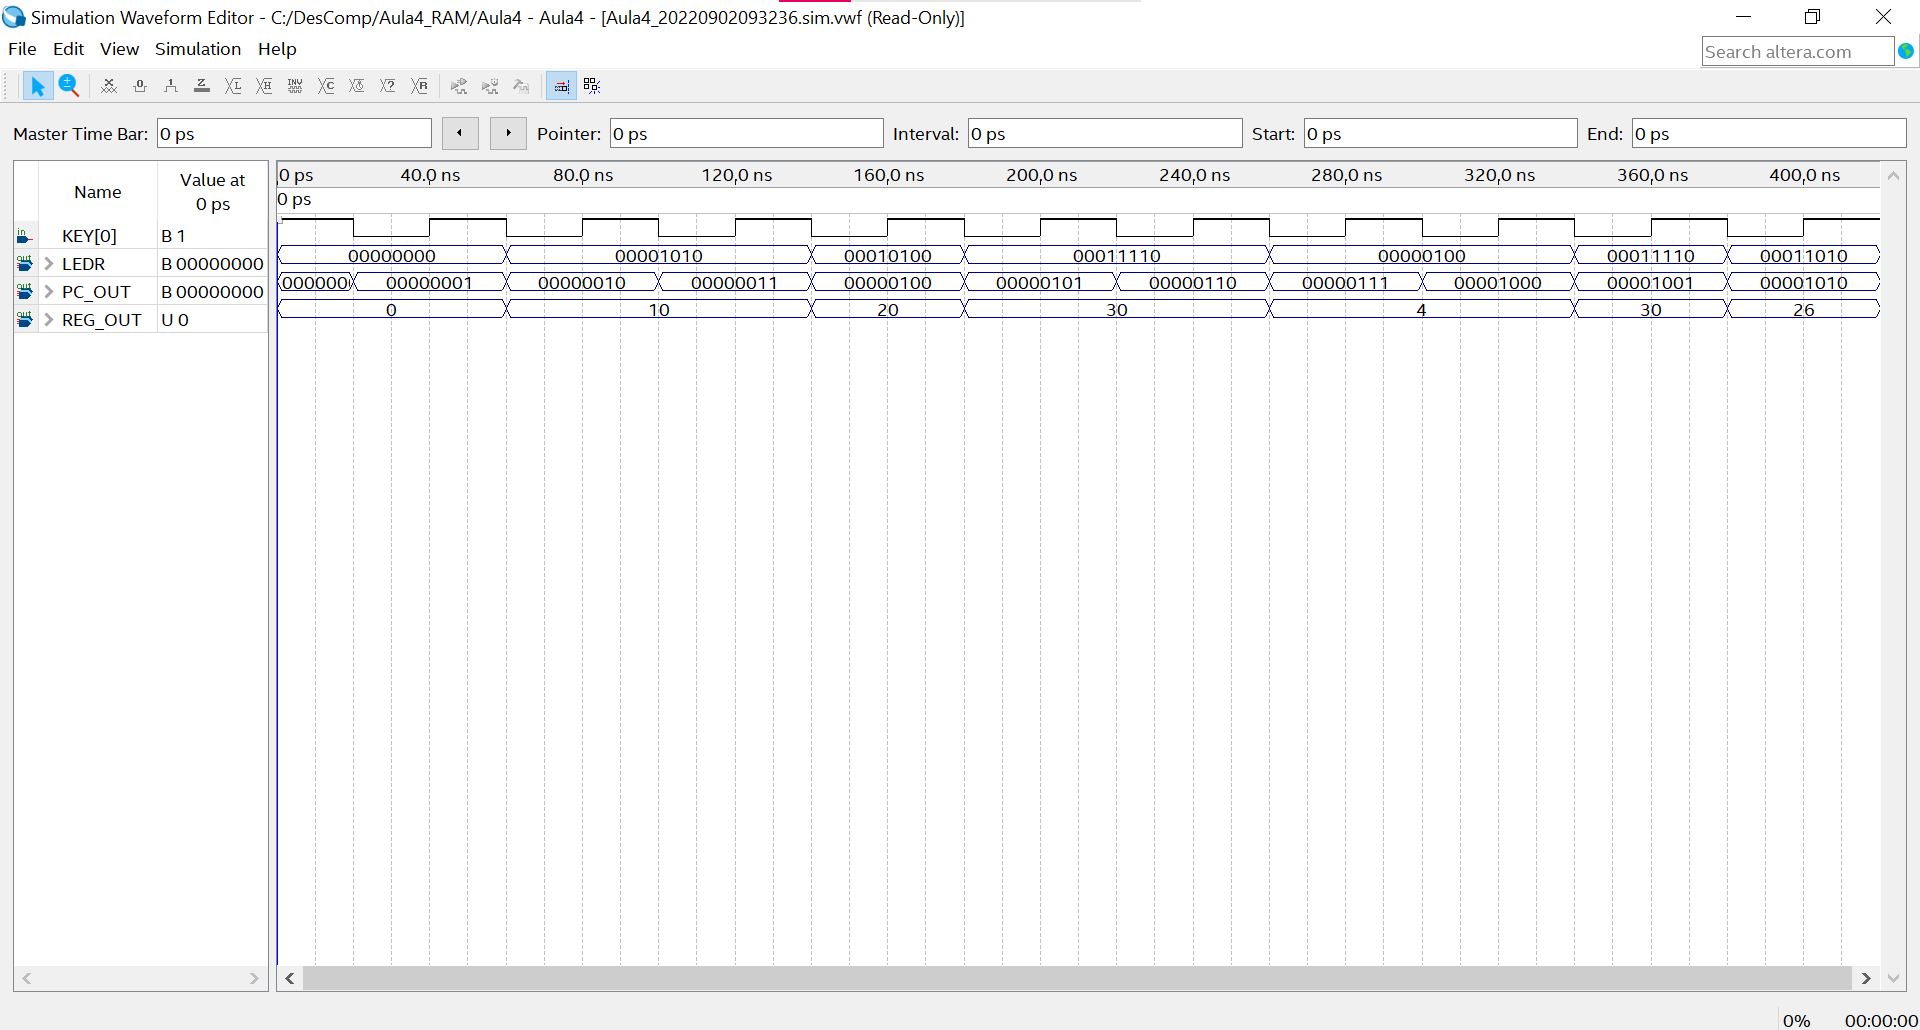 Simulation Waveform Editor - C:/DesComp/Aula4_RAM/Aula4 - Aula4 - [Aula4_20220902093236.sim.vwf (Read-Only)]
File Edit View Simulation Help
Search altera.com
Master Time Bar: 0 ps Pointer: 0 ps Interval: 0 ps Start: 0 ps End: 0 ps
Name Value at 0 ps
0 ps 40.0 ns 80.0 ns 120,0 ns 160,0 ns 200,0 ns 240,0 ns 280,0 ns 320,0 ns 360,0 ns 400,0 ns
0 ps
in KEY[0] B 1
out LEDR B 00000000 00000000 00001010 00010100 00011110 00000100 00011110 00011010
out PC_OUT B 00000000 0000000 00000001 00000010 00000011 00000100 00000101 00000110 00000111 00001000 00001001 00001010
out REG_OUT U 0 0 10 20 30 4 30 26
0% 00:00:00